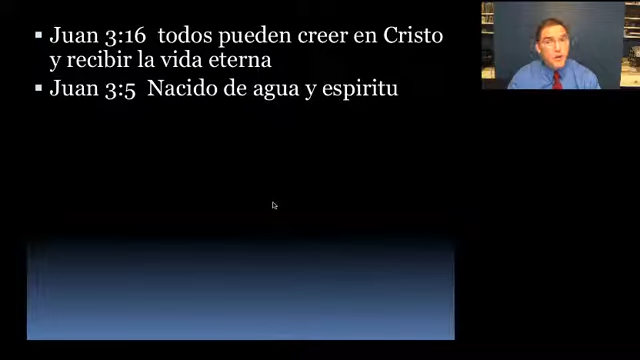 ▪ Juan 3:16  todos pueden creer en Cristo
y recibir la vida eterna
▪ Juan 3:5  Nacido de agua y espiritu